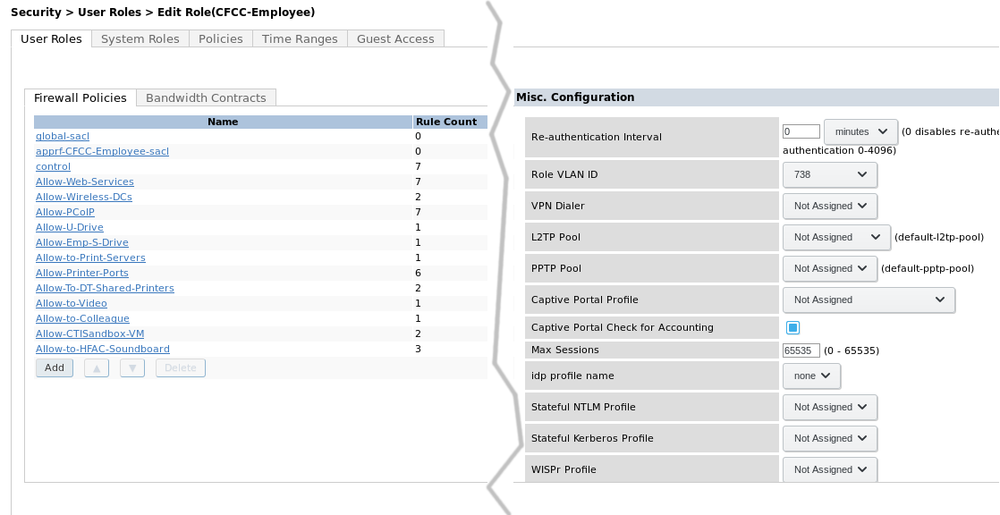 Security > User Roles > Edit Role(CFCC-Employee)
User Roles System Roles Policies Time Ranges Guest Access
Firewall Policies Bandwidth Contracts
Name Rule Count
global-sacl 0
apprf-CFCC-Employee-sacl 0
control 7
Allow-Web-Services 7
Allow-Wireless-DCs 2
Allow-PCoIP 7
Allow-U-Drive 1
Allow-Emp-S-Drive 1
Allow-to-Print-Servers 1
Allow-Printer-Ports 6
Allow-To-DT-Shared-Printers 2
Allow-to-Video 1
Allow-to-Colleague 1
Allow-CTISandbox-VM 2
Allow-to-HFAC-Soundboard 3
Add ▲ ▼ Delete
Misc. Configuration
Re-authentication Interval 0 minutes (0 disables re-authe
authentication 0-4096)
Role VLAN ID 738
VPN Dialer Not Assigned
L2TP Pool Not Assigned (default-l2tp-pool)
PPTP Pool Not Assigned (default-pptp-pool)
Captive Portal Profile Not Assigned
Captive Portal Check for Accounting
Max Sessions 65535 (0 - 65535)
idp profile name none
Stateful NTLM Profile Not Assigned
Stateful Kerberos Profile Not Assigned
WISPr Profile Not Assigned